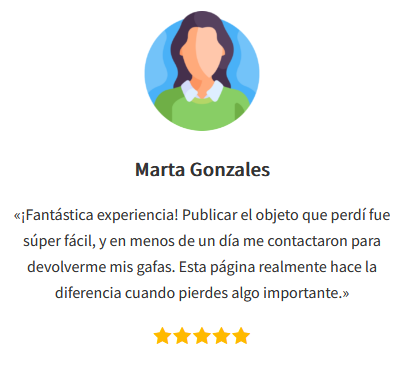 Marta Gonzales
«¡Fantástica experiencia! Publicar el objeto que perdí fue
súper fácil, y en menos de un día me contactaron para
devolverme mis gafas. Esta página realmente hace la
diferencia cuando pierdes algo importante.»